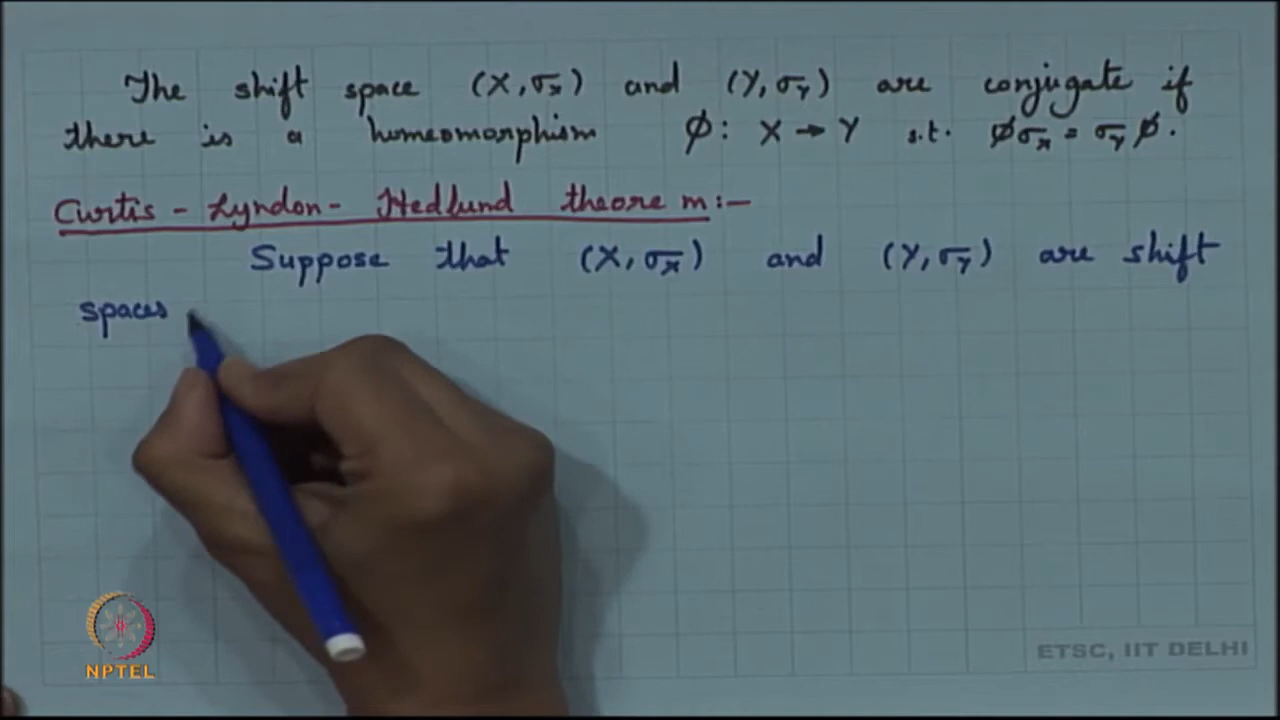 The shift space (X, σ_X) and (Y, σ_Y) are conjugate if
there is a homeomorphism ∅: X → Y s.t. ∅σ_X = σ_Y ∅.
Curtis - Lyndon - Hedlund theorem:-
Suppose that (X, σ_X) and (Y, σ_Y) are shift
spaces
NPTEL
ETSC, IIT DELHI